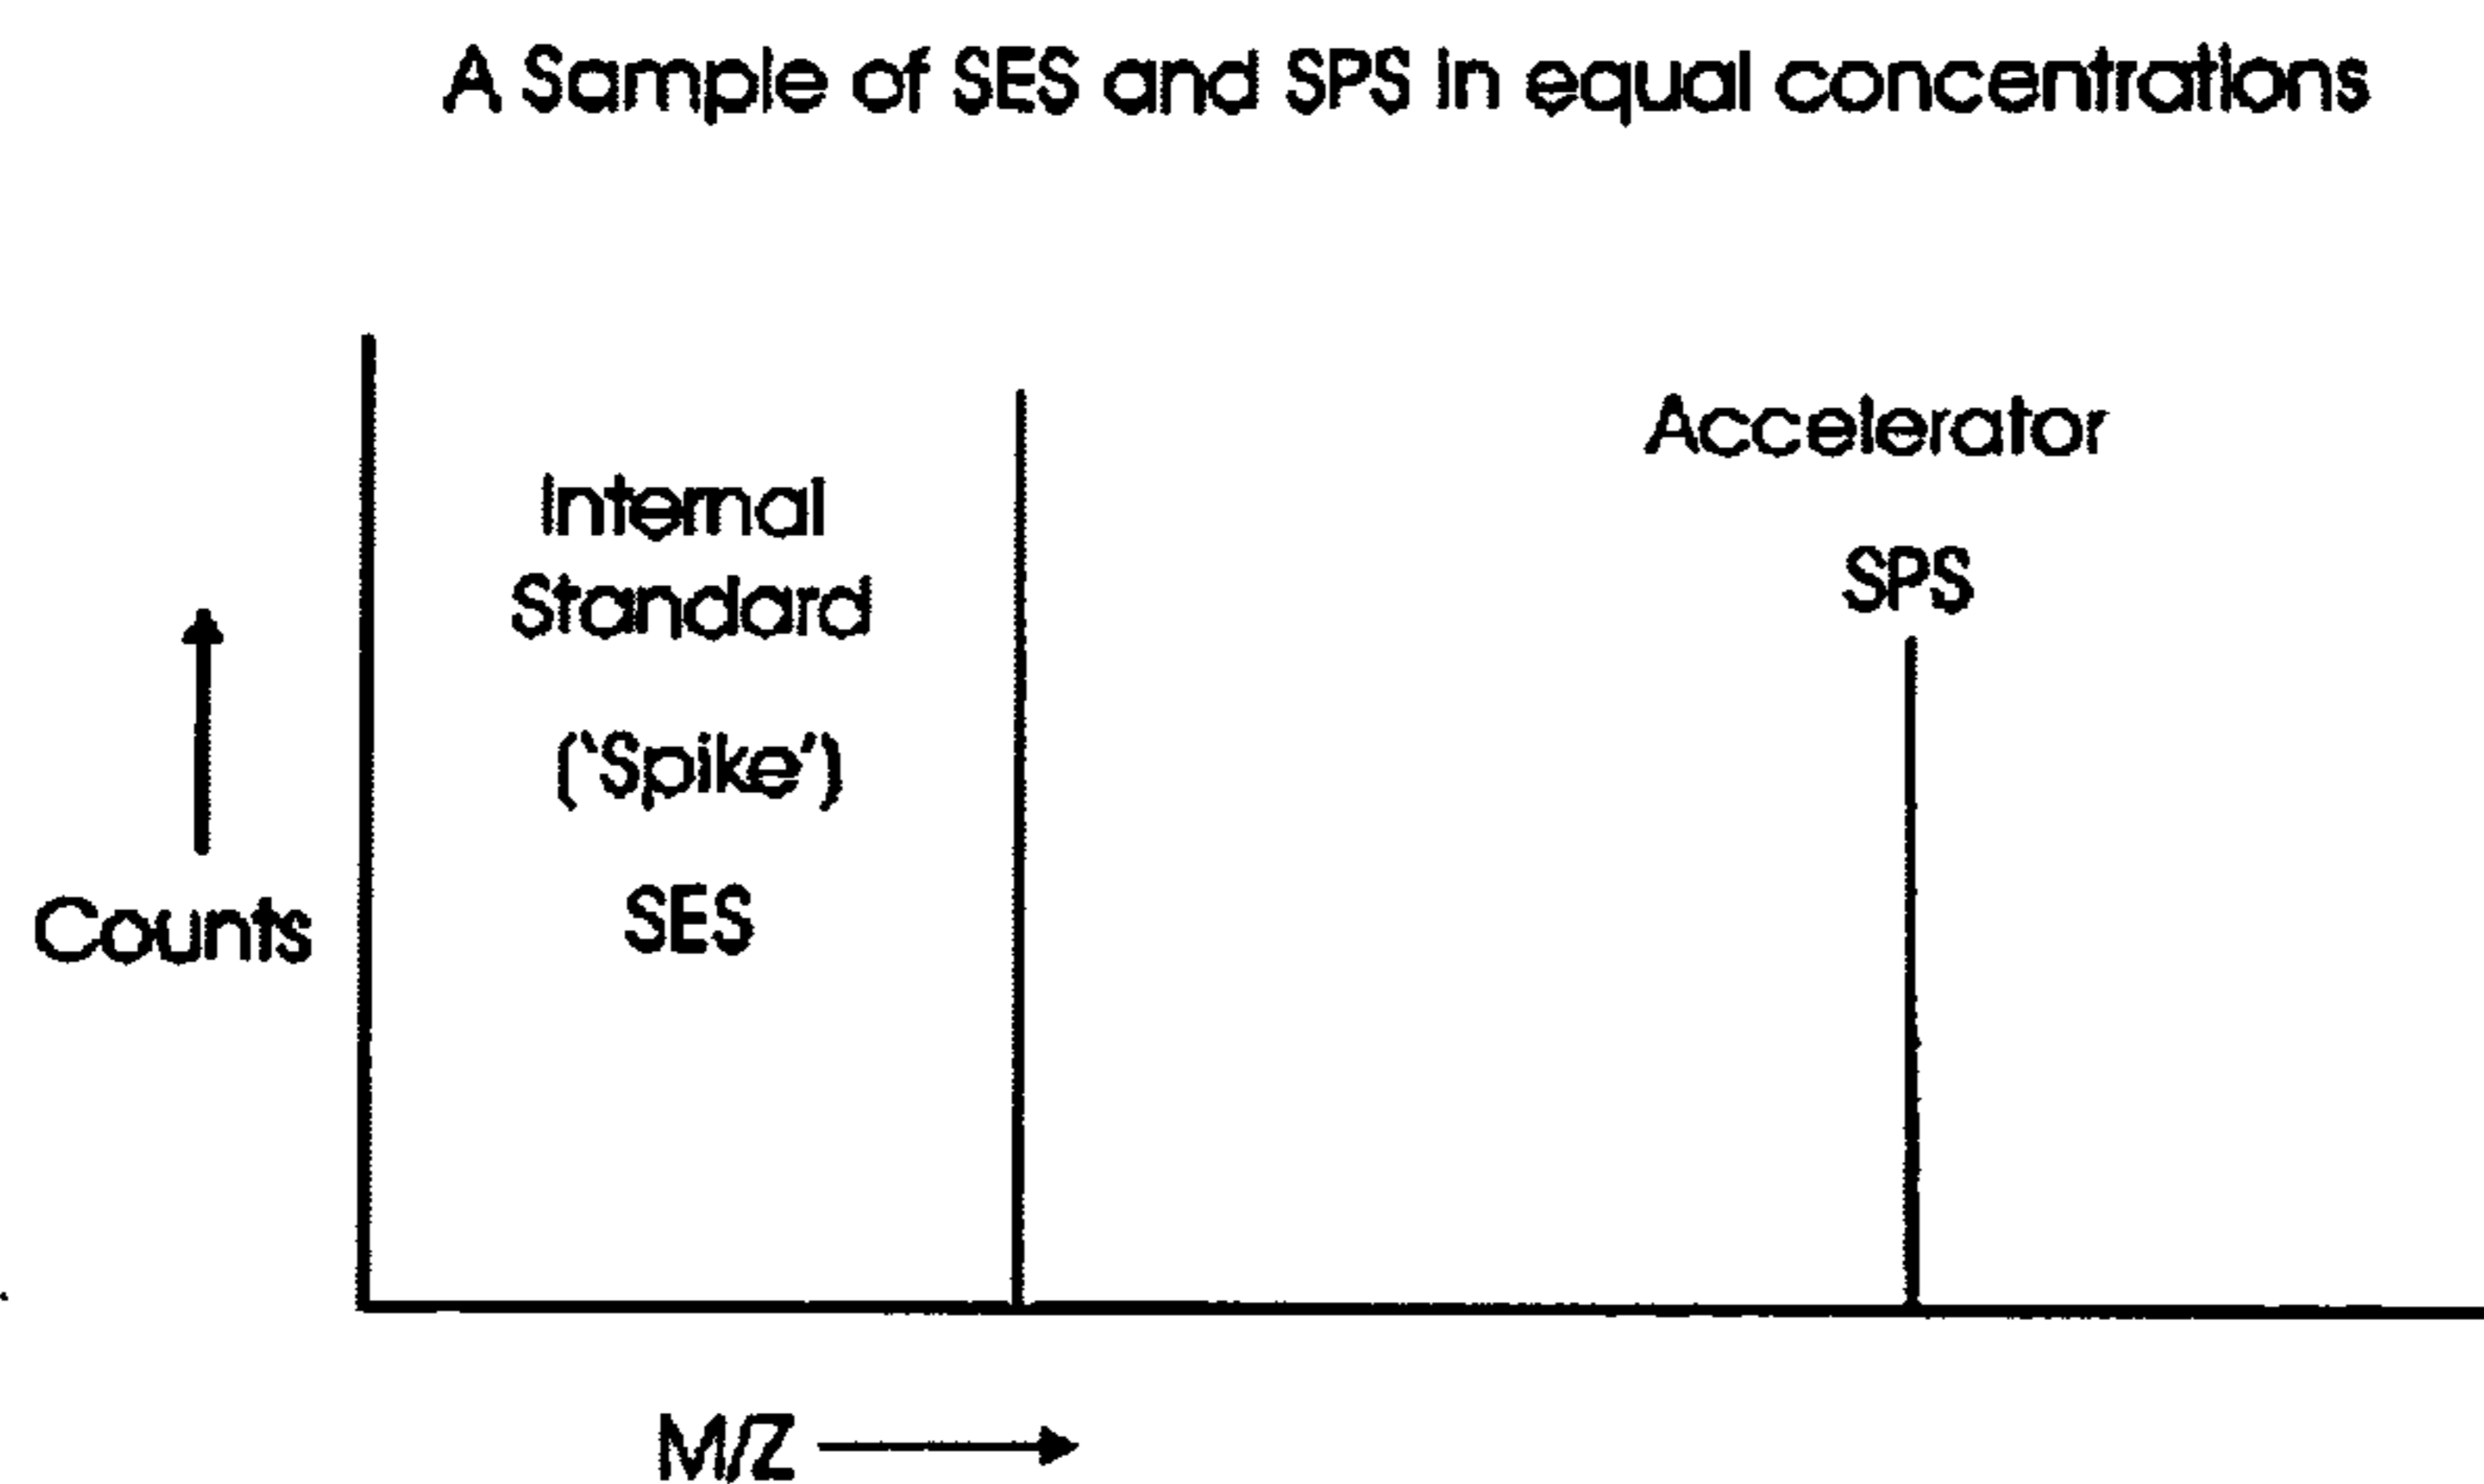 A Sample of SES and SPS in equal concentrations
Accelerator
SPS
Internal
Standard
('Spike')
SES
Counts
M/Z